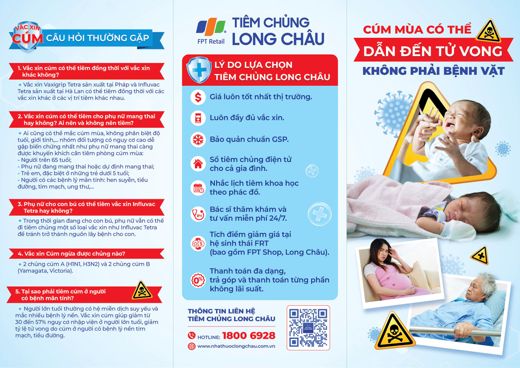 VẮC XIN
CÚM
CÂU HỎI THƯỜNG GẶP
1. Vắc xin cúm có thể tiêm đồng thời với vắc xin
khác không?
+ Vắc xin Vaxigrip Tetra sản xuất tại Pháp và Influvac
Tetra sản xuất tại Hà Lan có thể tiêm đồng thời với các
vắc xin khác ở các vị trí tiêm khác nhau.
2. Vắc xin cúm có thể tiêm cho phụ nữ mang thai
hay không? Ai nên và không nên tiêm?
+ Ai cũng có thể mắc cúm mùa, không phân biệt độ
tuổi, giới tính,... nhóm đối tượng có nguy cơ cao dễ
gặp biến chứng nhất như phụ nữ mang thai càng
được khuyến khích cần tiêm phòng cúm mùa:
- Người trên 65 tuổi;
- Phụ nữ đang mang thai hoặc dự định mang thai;
- Trẻ em, đặc biệt ở những trẻ dưới 5 tuổi;
- Người có các bệnh lý mãn tính: hen suyễn, tiểu
đường, tim mạch, ung thư,...
3. Phụ nữ cho con bú có thể tiêm vắc xin Influvac
Tetra hay không?
+ Trong thời gian đang cho con bú, phụ nữ vẫn có thể
đi tiêm chủng một số loại vắc xin như Influvac Tetra
để tránh trở thành nguồn lây bệnh cho con.
4. Vắc xin Cúm ngừa được chủng nào?
+ 2 chủng cúm A (H1N1, H3N2) và 2 chủng cúm B
(Yamagata, Victoria).
5. Tại sao phải tiêm cúm ở người
có bệnh mãn tính?
+ Người lớn tuổi thường có hệ miễn dịch suy yếu và
mắc nhiều bệnh lý nền. Vắc xin cúm giúp giảm từ
30 đến 57% nguy cơ nhập viện ở người lớn tuổi, giảm
tỷ lệ tử vong do cúm ở người có bệnh lý nền tim
mạch, tiểu đường.
FPT Retail
TIÊM CHỦNG
LONG CHÂU
LÝ DO LỰA CHỌN
TIÊM CHỦNG LONG CHÂU
Giá luôn tốt nhất thị trường.
Luôn đầy đủ vắc xin.
Bảo quản chuẩn GSP.
Sổ tiêm chủng điện tử
cho cả gia đình.
Nhắc lịch tiêm khoa học
theo phác đồ.
Bác sĩ thăm khám và
tư vấn miễn phí 24/7.
Tích điểm giảm giá tại
hệ sinh thái FRT
(bao gồm FPT Shop, Long Châu).
Thanh toán đa dạng,
trả góp và thanh toán từng phần
không lãi suất.
THÔNG TIN LIÊN HỆ
TIÊM CHỦNG LONG CHÂU
HOTLINE: 1800 6928
www.nhathuoclongchau.com.vn
CÚM MÙA CÓ THỂ
DẪN ĐẾN TỬ VONG
KHÔNG PHẢI BỆNH VẶT